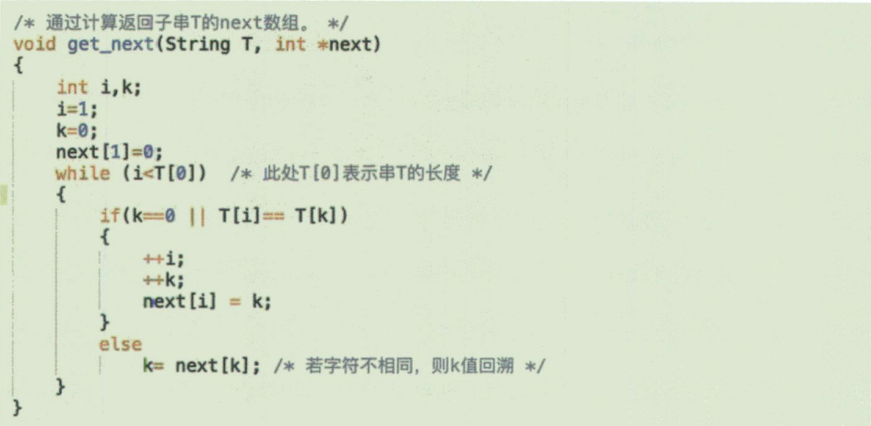 /* 通过计算返回子串T的next数组。 */
void get_next(String T, int *next)
{
    int i,k;
    i=1;
    k=0;
    next[1]=0;
    while (i<T[0])  /* 此处T[0]表示串T的长度 */
    {
        if(k==0 || T[i]== T[k])
        {
            ++i;
            ++k;
            next[i] = k;
        }
        else
            k= next[k]; /* 若字符不相同，则k值回溯 */
    }
}